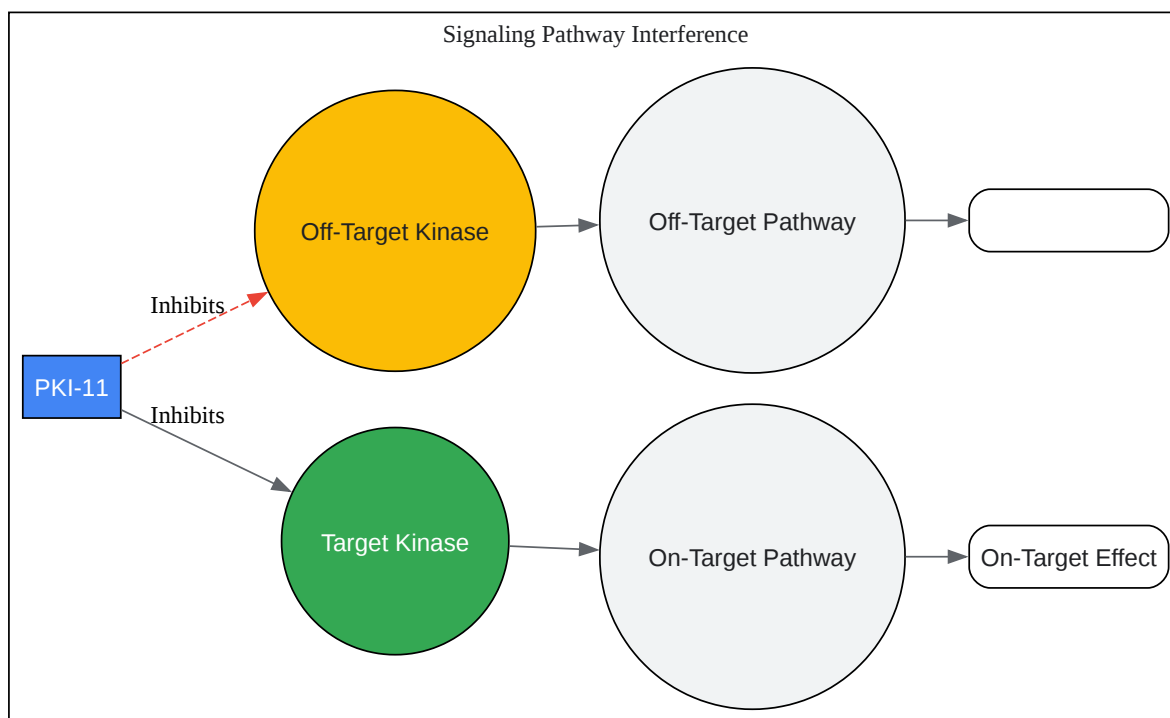 Signaling Pathway Interference
Off-Target Kinase
Off-Target Pathway
Inhibits
PKI-11
Inhibits
Target Kinase
On-Target Pathway
On-Target Effect